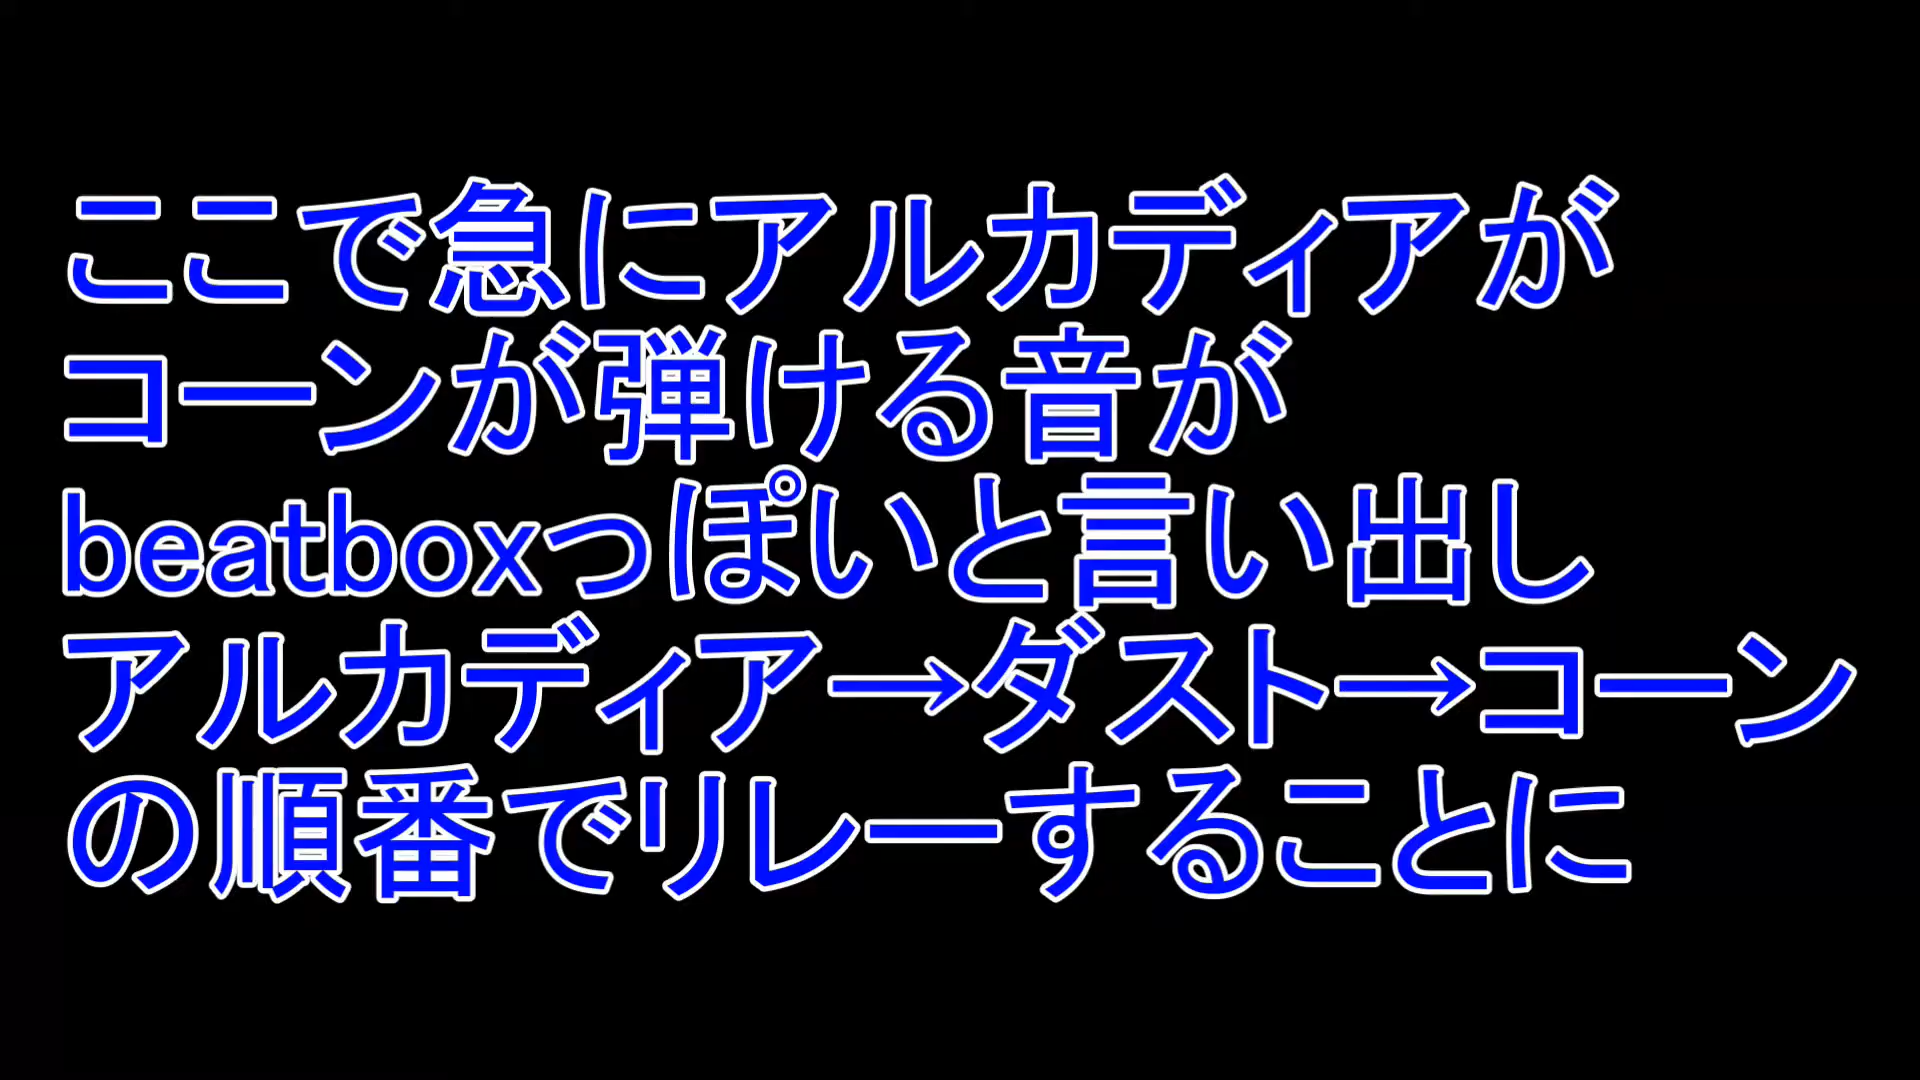 ここで急にアルカディアが
コーンが弾ける音が
beatboxっぽいと言い出し
アルカディア→ダスト→コーン
の順番でリレーすることに